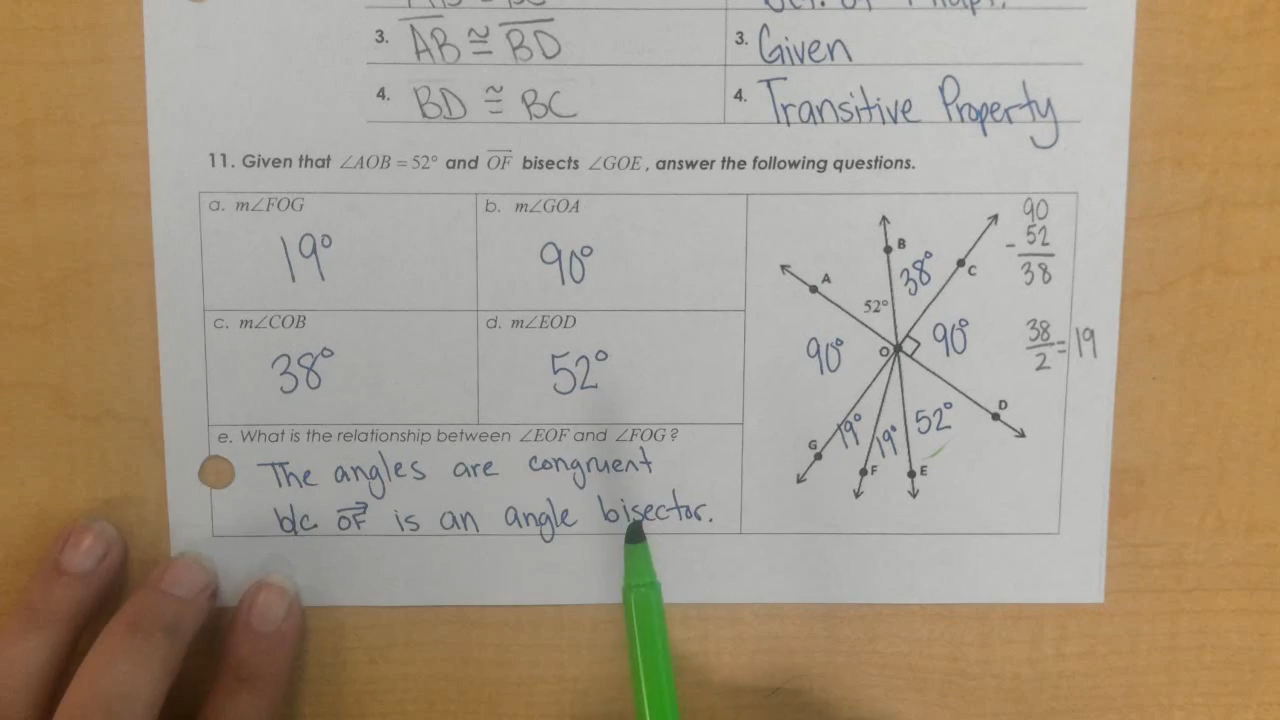 3. AB ≅ BD 3. Given
4. BD ≅ BC 4. Transitive Property
11. Given that ∠AOB = 52° and OF bisects ∠GOE, answer the following questions.
a. m∠FOG
19°
b. m∠GOA
90°
c. m∠COB
38°
d. m∠EOD
52°
e. What is the relationship between ∠EOF and ∠FOG?
The angles are congruent
b/c OF is an angle bisector.
A
B
C
52°
38°
90°
O
90°
D
G
19°
F
19°
E
52°
90
- 52
38
38/2 = 19